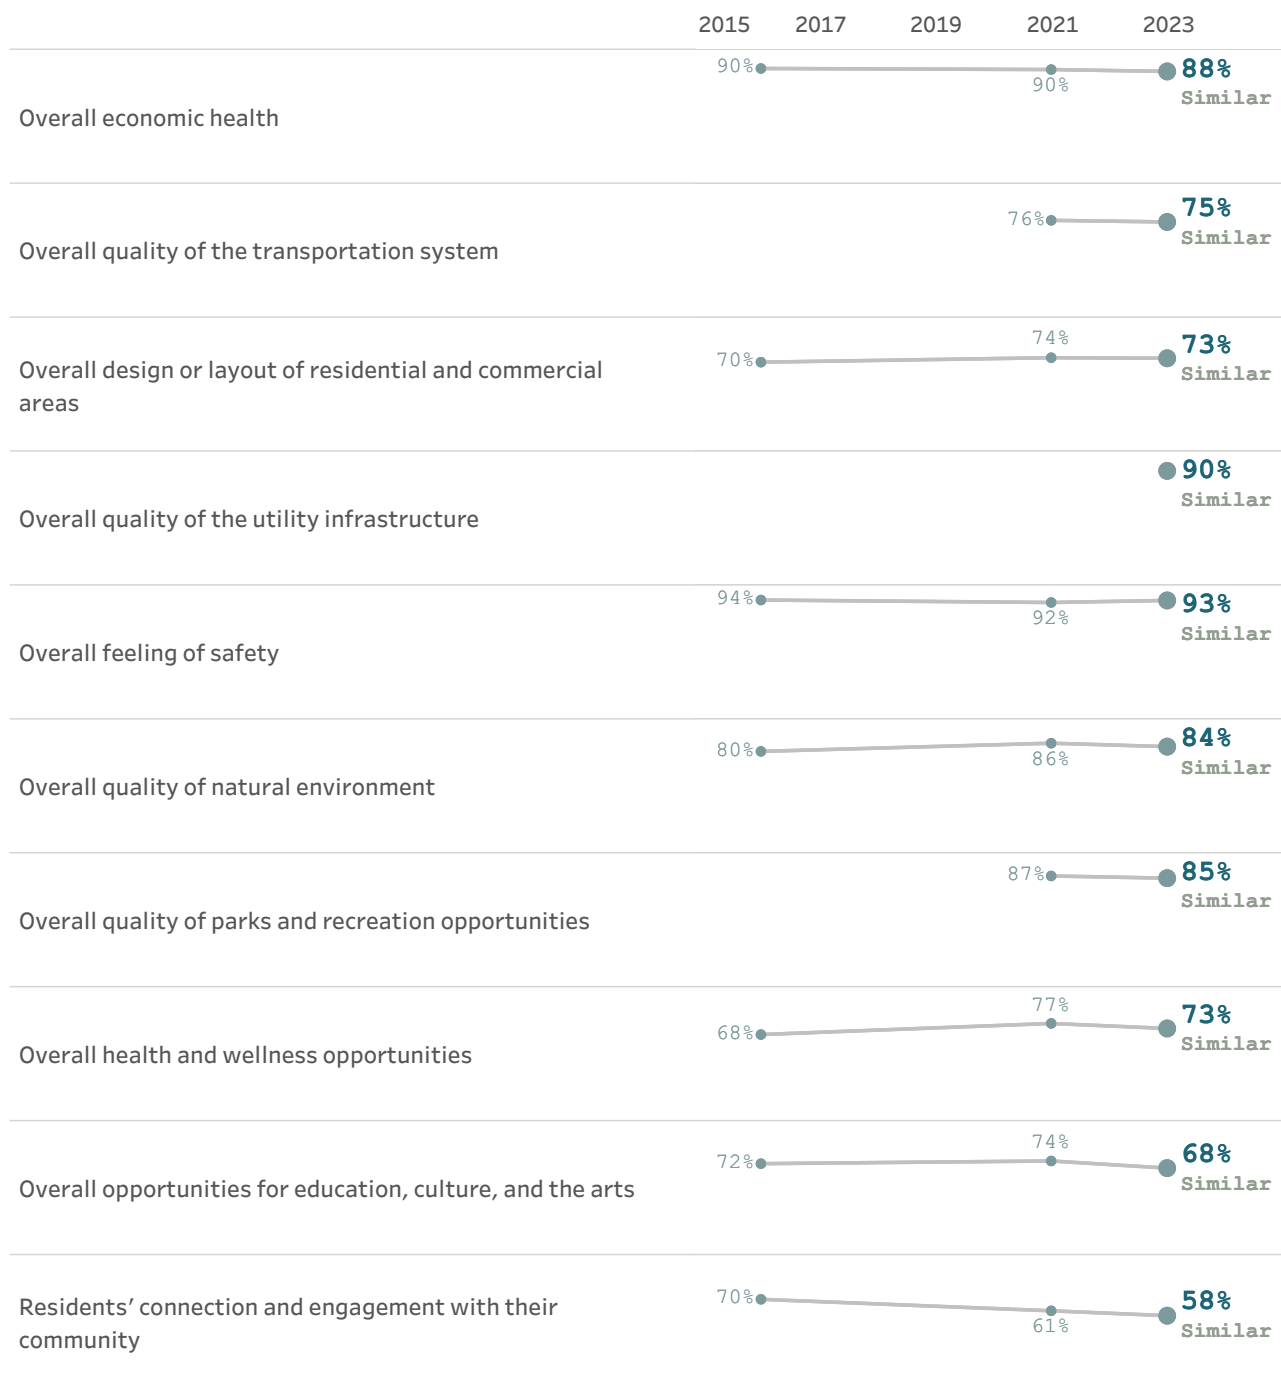 2015 2017 2019 2021 2023
90% 90% 88%
Similar
Overall economic health
76% 75%
Similar
Overall quality of the transportation system
70% 74% 73%
Similar
Overall design or layout of residential and commercial
areas
90%
Similar
Overall quality of the utility infrastructure
94% 92% 93%
Similar
Overall feeling of safety
80% 86% 84%
Similar
Overall quality of natural environment
87% 85%
Similar
Overall quality of parks and recreation opportunities
68% 77% 73%
Similar
Overall health and wellness opportunities
72% 74% 68%
Similar
Overall opportunities for education, culture, and the arts
70% 61% 58%
Similar
Residents’ connection and engagement with their
community